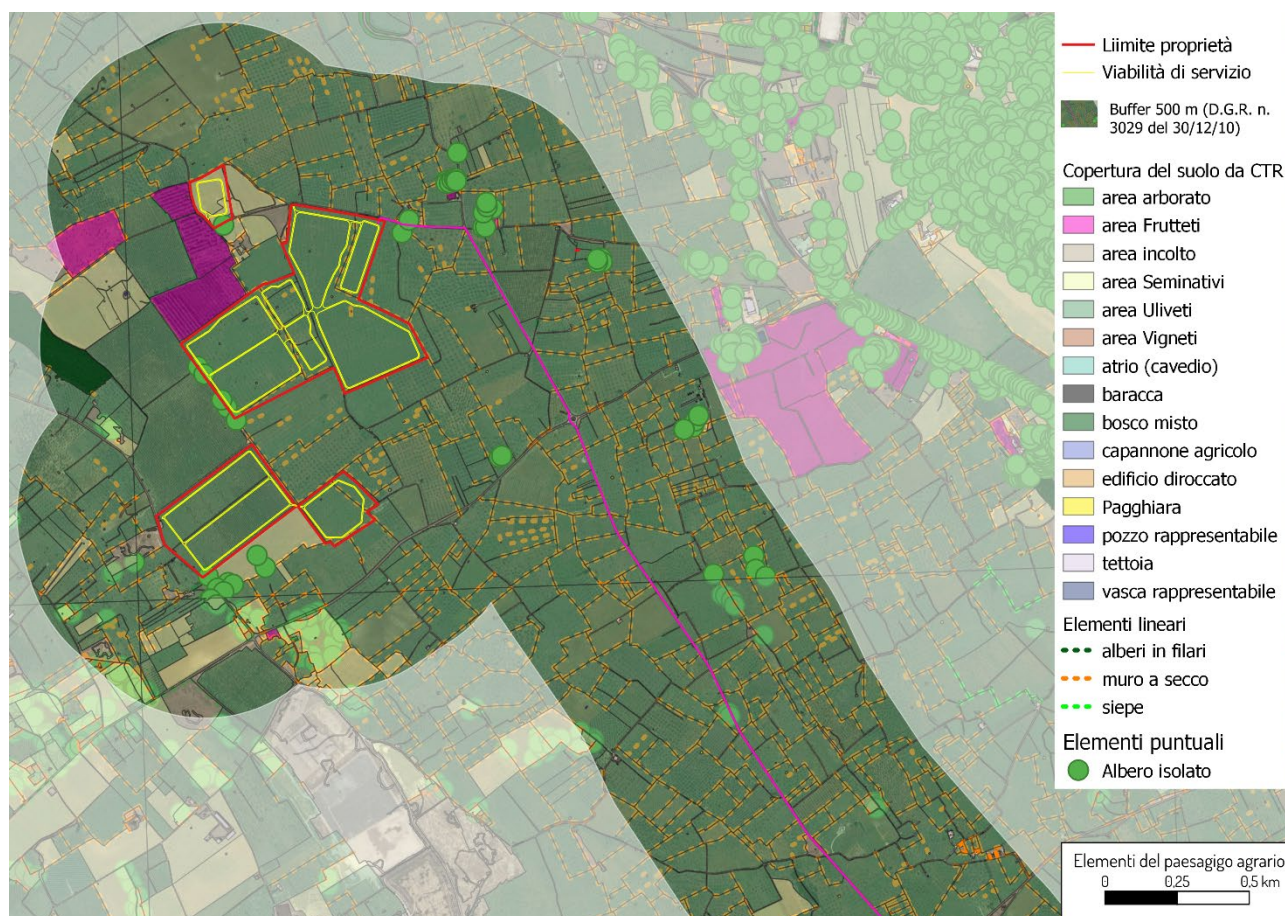 Liimite proprietà
Viabilità di servizio
Buffer 500 m (D.G.R. n.
3029 del 30/12/10)
Copertura del suolo da CTR
area arborato
area Frutteti
area incolto
area Seminativi
area Uliveti
area Vigneti
atrio (cavedio)
baracca
bosco misto
capannone agricolo
edificio diroccato
Pagghiara
pozzo rappresentabile
tettoia
vasca rappresentabile
Elementi lineari
alberi in filari
muro a secco
siepe
Elementi puntuali
Albero isolato
Elementi del paesagigo agrario
0 0,25 0,5 km